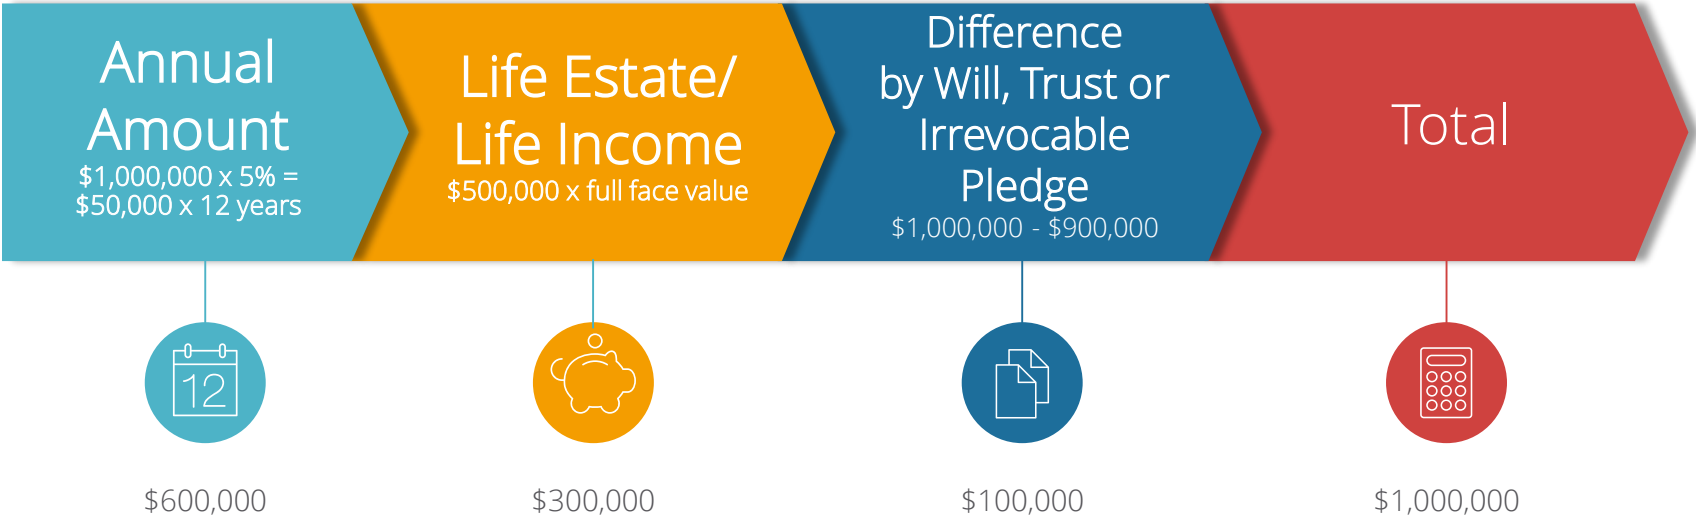 Annual
Amount
$1,000,000 x 5% =
$50,000 x 12 years
Life Estate/
Life Income
$500,000 x full face value
Difference
by Will, Trust or
Irrevocable
Pledge
$1,000,000 - $900,000
Total
12
$600,000
$300,000
$100,000
$1,000,000